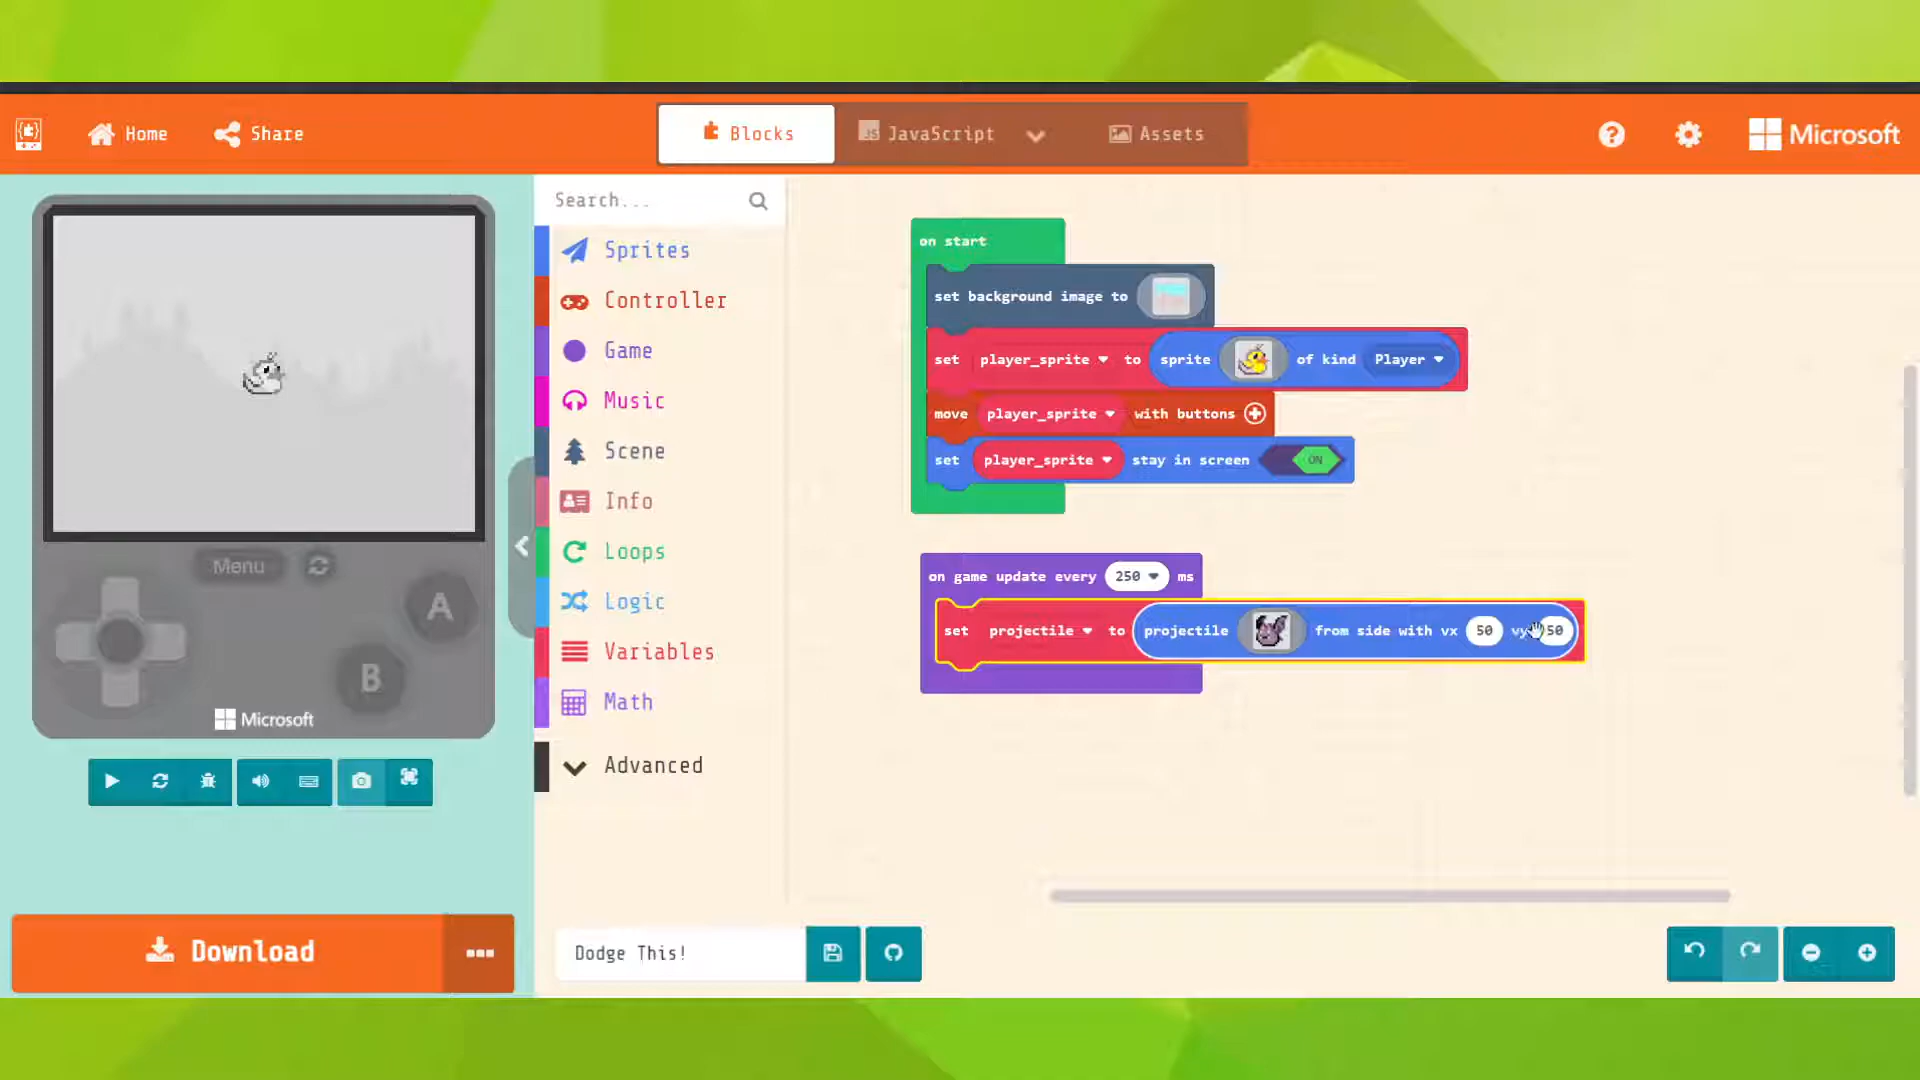 Home
Share
Blocks
JS JavaScript
Assets
?
Microsoft
Menu
A
B
Microsoft
Download
Search...
Sprites
Controller
Game
Music
Scene
Info
Loops
Logic
Variables
Math
Advanced
on start
set background image to
set player_sprite to sprite of kind Player
move player_sprite with buttons
set player_sprite stay in screen ON
on game update every 250 ms
set projectile to projectile from side with vx 50 vy 50
Dodge This!